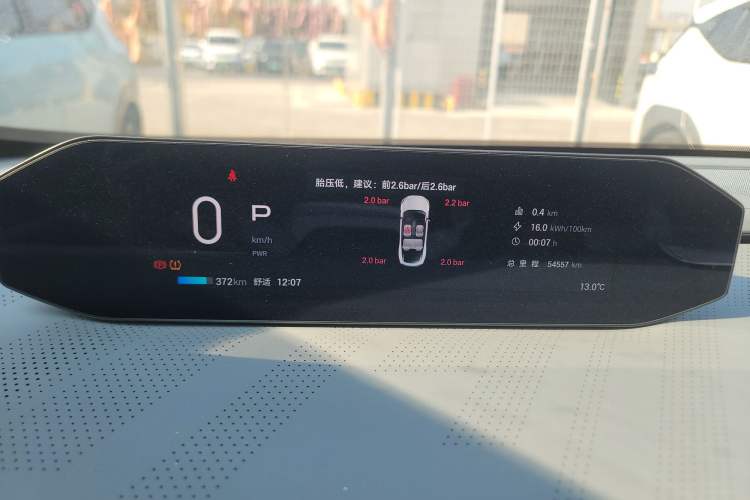 胎压低，建议：前2.6bar/后2.6bar
2.0 bar 2.2 bar
2.0 bar 2.0 bar
0 P
km/h
PWR
372km 舒适 12:07
0.4 km
16.0 kWh/100km
00:07 h
总里程 54557 km
13.0℃